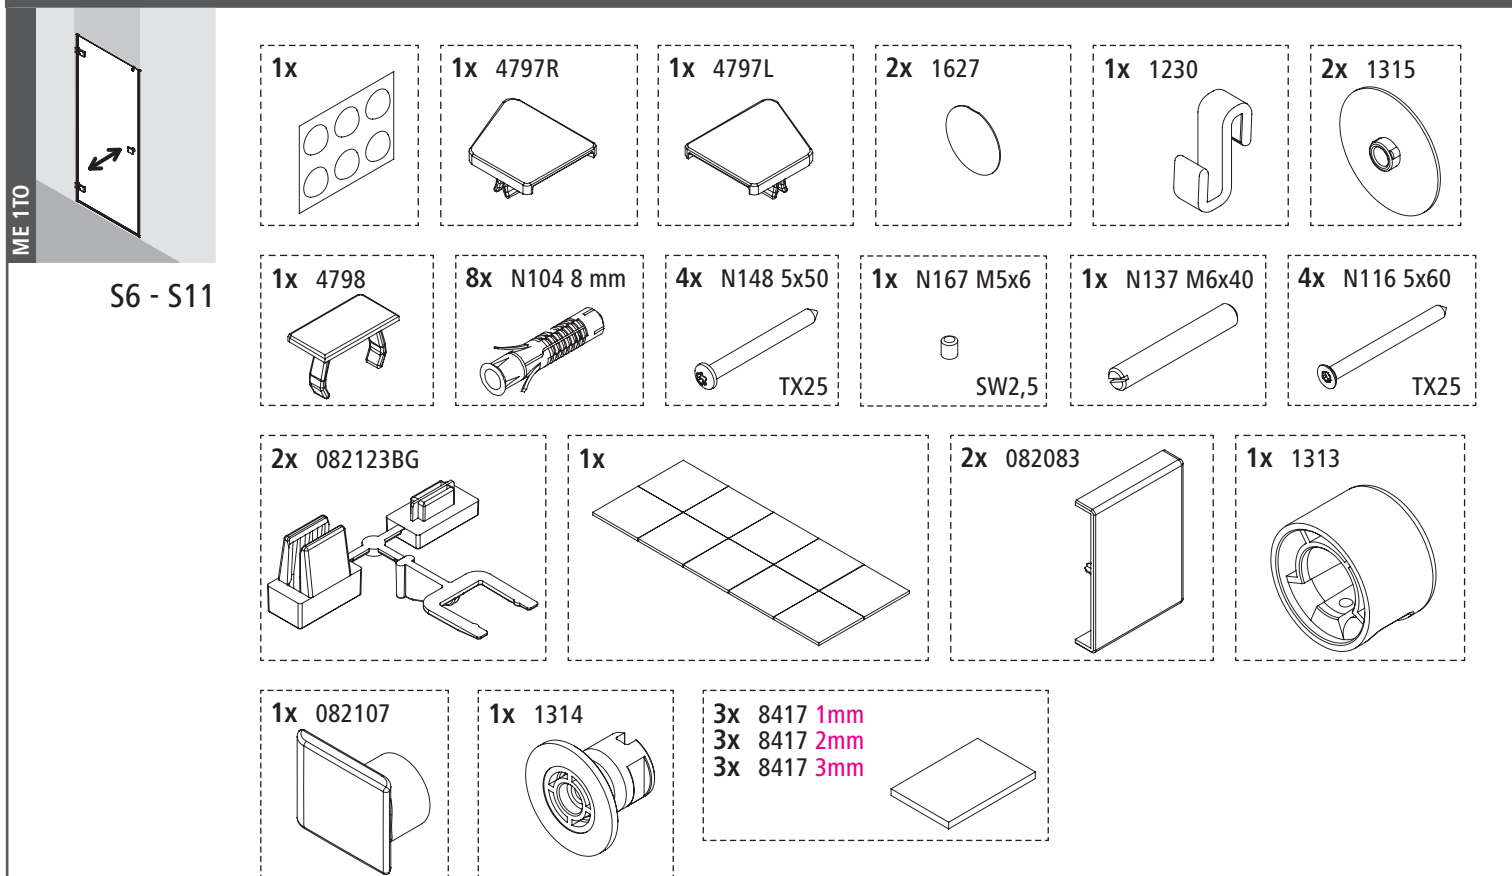 ME 1TO
S6 - S11
1x
1x 4797R
1x 4797L
2x 1627
1x 1230
2x 1315
1x 4798
8x N104 8 mm
4x N148 5x50
TX25
1x N167 M5x6
SW2,5
1x N137 M6x40
4x N116 5x60
TX25
2x 082123BG
1x
2x 082083
1x 1313
1x 082107
1x 1314
3x 8417 1mm
3x 8417 2mm
3x 8417 3mm